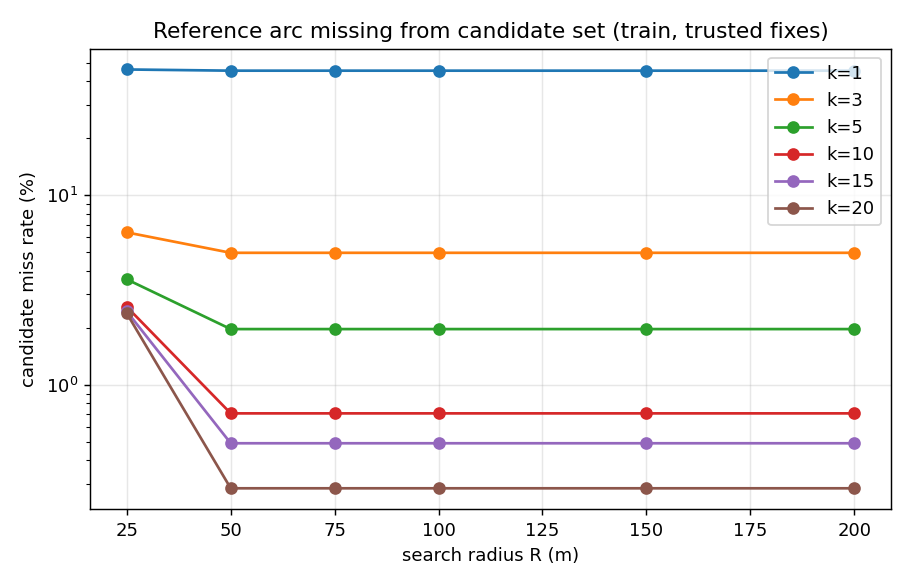 Reference arc missing from candidate set (train, trusted fixes)
candidate miss rate (%)
10¹
10⁰
k=1
k=3
k=5
k=10
k=15
k=20
25 50 75 100 125 150 175 200
search radius R (m)